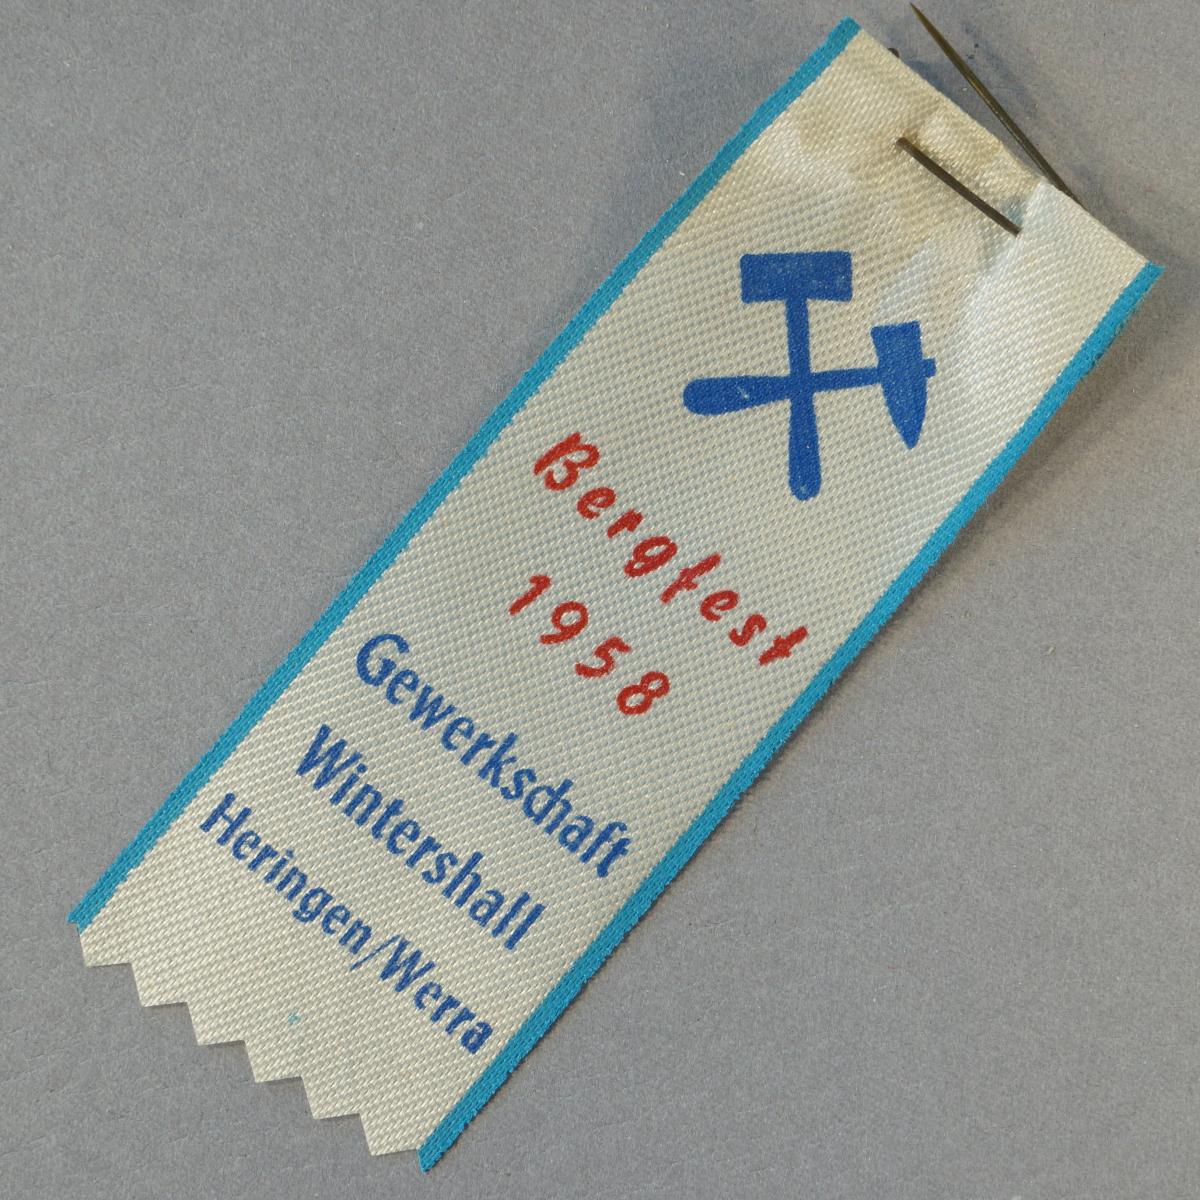 Bergfest
1958
Gewerkschaft
Wintershall
Heringen/Werra